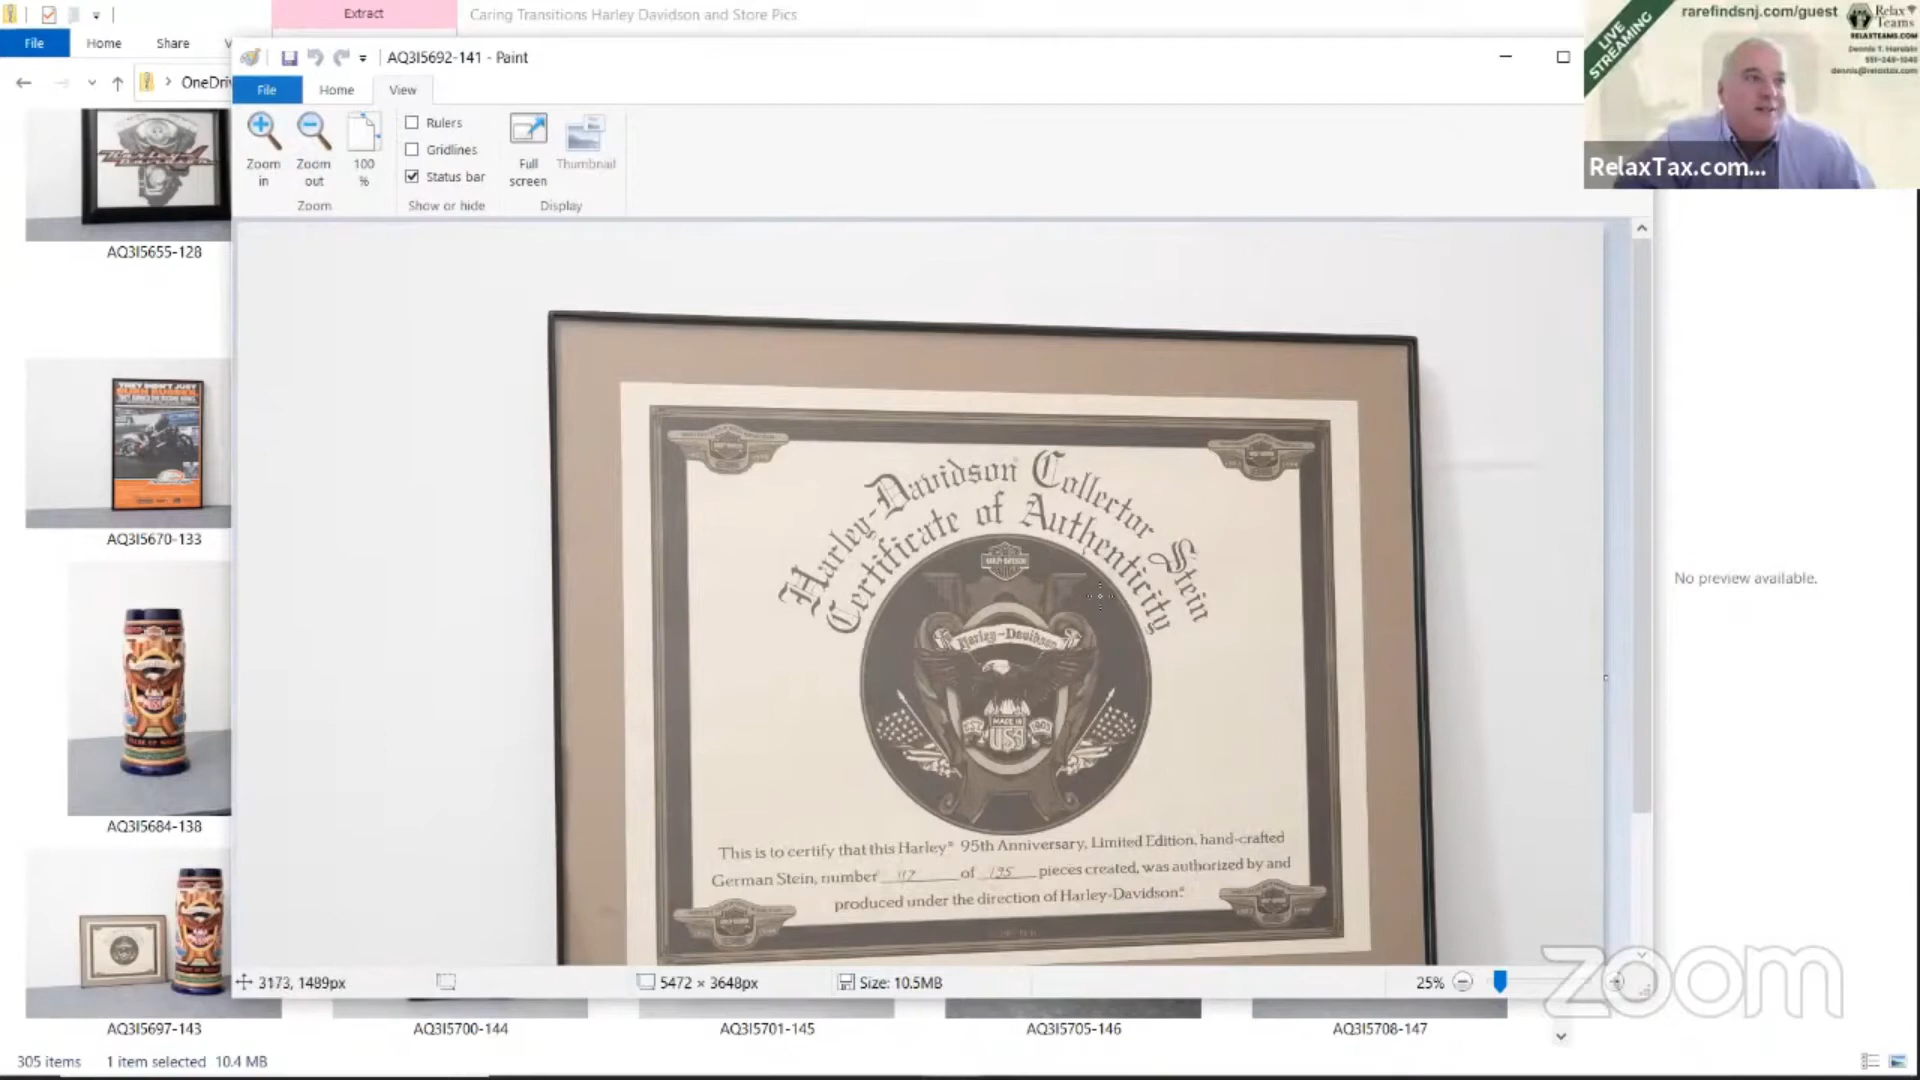 Extract
Caring Transitions Harley Davidson and Store Pics
File
Home
Share
OneDriv
AQ3I5692-141 - Paint
File
Home
View
Zoom in
Zoom out
100 %
Rulers
Gridlines
Status bar
Full screen
Thumbnail
Zoom
Show or hide
Display
LIVE STREAMING
rarefindsnj.com/guest
Relax Teams
RELAXTEAMS.COM
RelaxTax.com...
AQ3I5655-128
AQ3I5670-133
AQ3I5684-138
AQ3I5697-143
Harley-Davidson Collector Stein
Certificate of Authenticity
Harley-Davidson
MADE IN
USA
This is to certify that this Harley® 95th Anniversary, Limited Edition, hand-crafted
German Stein, number of pieces created, was authorized by and
produced under the direction of Harley-Davidson.®
No preview available.
3173, 1489px
5472 × 3648px
Size: 10.5MB
25%
zoom
AQ3I5700-144
AQ3I5701-145
AQ3I5705-146
AQ3I5708-147
305 items
1 item selected
10.4 MB